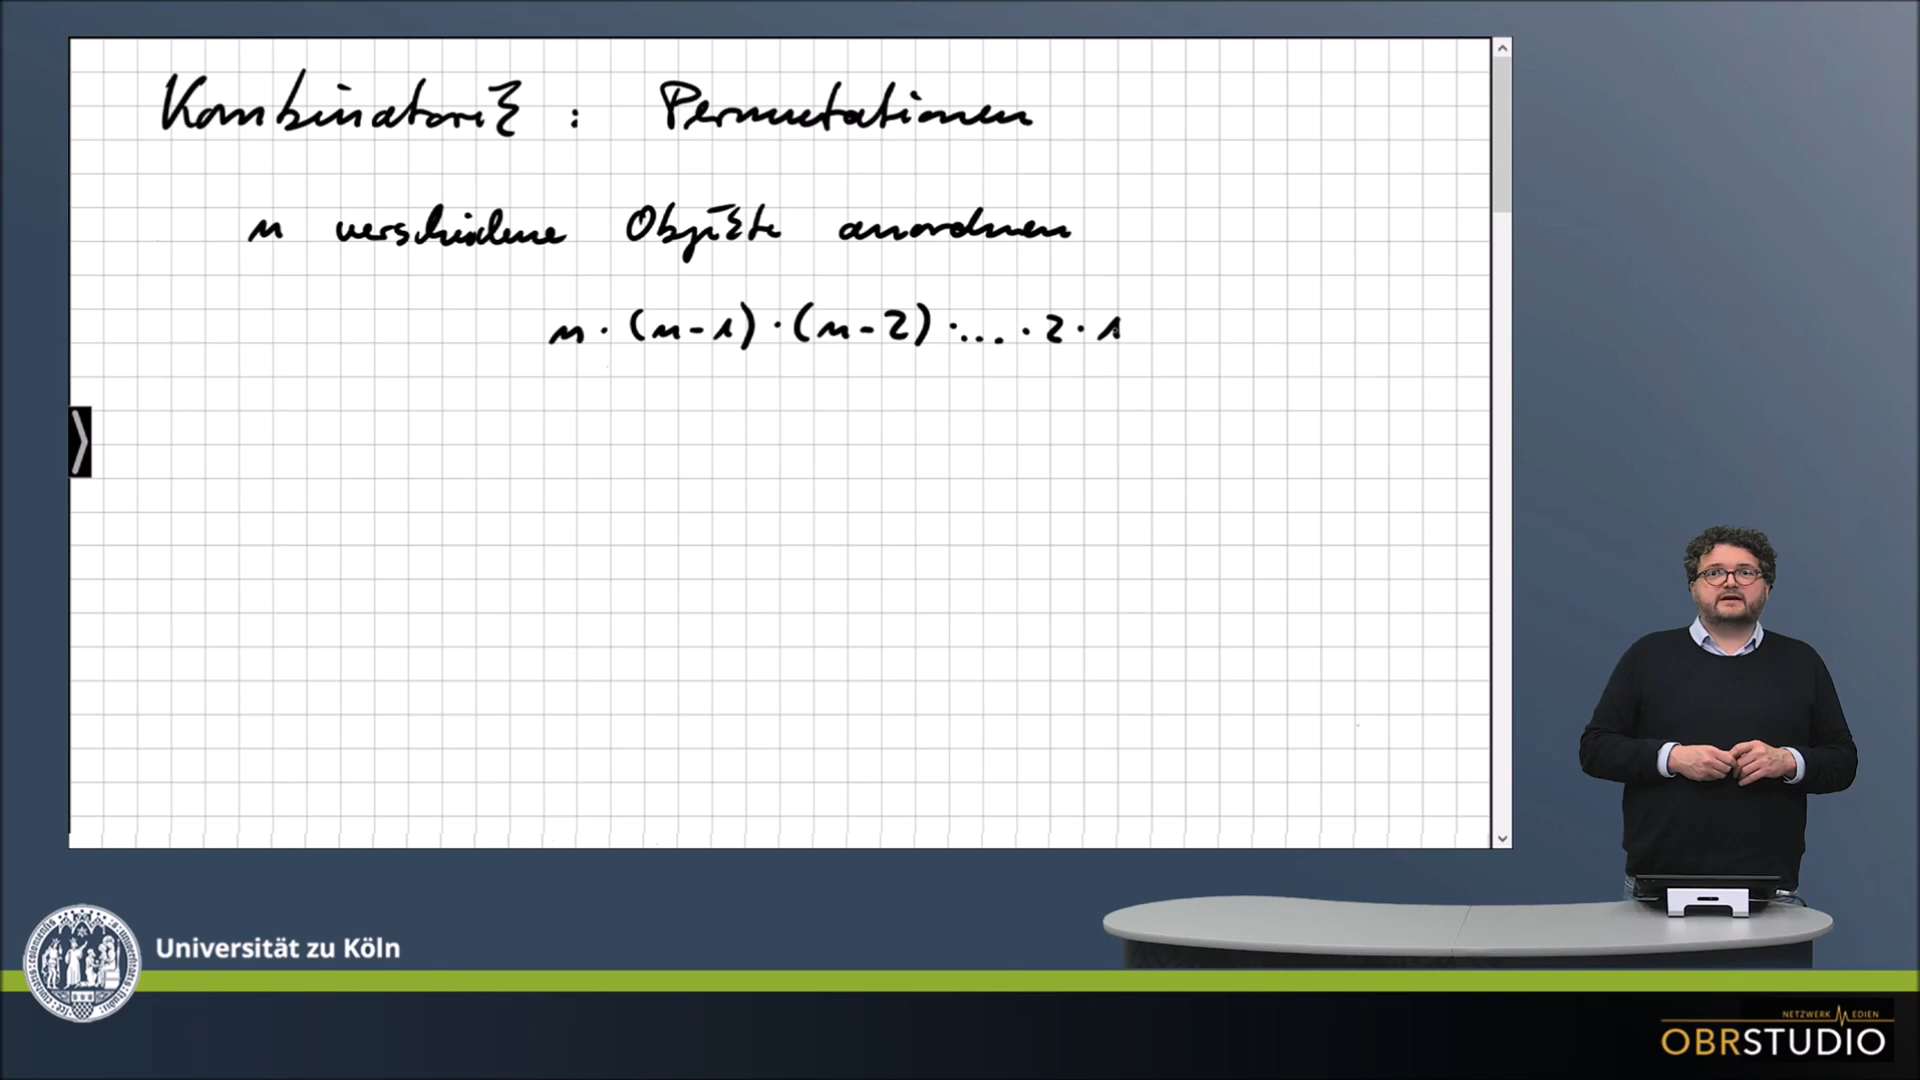 Kombinatorik : Permutationen
n verschiedene Objekte anordnen
n · (n-1) · (n-2) · ... · 2 · 1
Universität zu Köln
NETZWERK MEDIEN
OBRSTUDIO